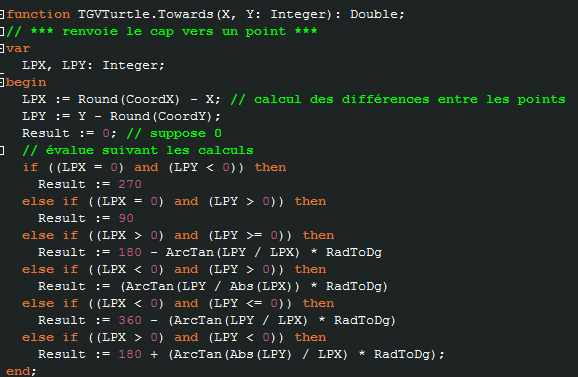 function TGVTurtle.Towards(X, Y: Integer): Double;
// *** renvoie le cap vers un point ***
var
  LPX, LPY: Integer;
begin
  LPX := Round(CoordX) - X; // calcul des différences entre les points
  LPY := Y - Round(CoordY);
  Result := 0; // suppose 0
  // évalue suivant les calculs
  if ((LPX = 0) and (LPY < 0)) then
    Result := 270
  else if ((LPX = 0) and (LPY > 0)) then
    Result := 90
  else if ((LPX > 0) and (LPY >= 0)) then
    Result := 180 - ArcTan(LPY / LPX) * RadToDg
  else if ((LPX < 0) and (LPY > 0)) then
    Result := (ArcTan(LPY / Abs(LPX)) * RadToDg)
  else if ((LPX < 0) and (LPY <= 0)) then
    Result := 360 - (ArcTan(LPY / LPX) * RadToDg)
  else if ((LPX > 0) and (LPY < 0)) then
    Result := 180 + (ArcTan(Abs(LPY) / LPX) * RadToDg);
end;